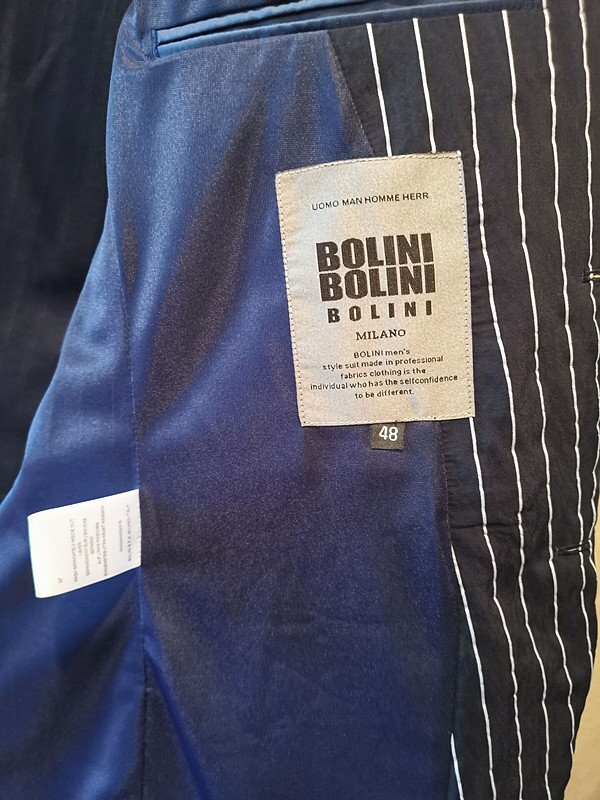 UOMO MAN HOMME HERR
BOLINI
BOLINI
BOLINI
MILANO
BOLINI men's
style suit made in professional
fabrics clothing is the
individual who has the selfconfidence
to be different.
48